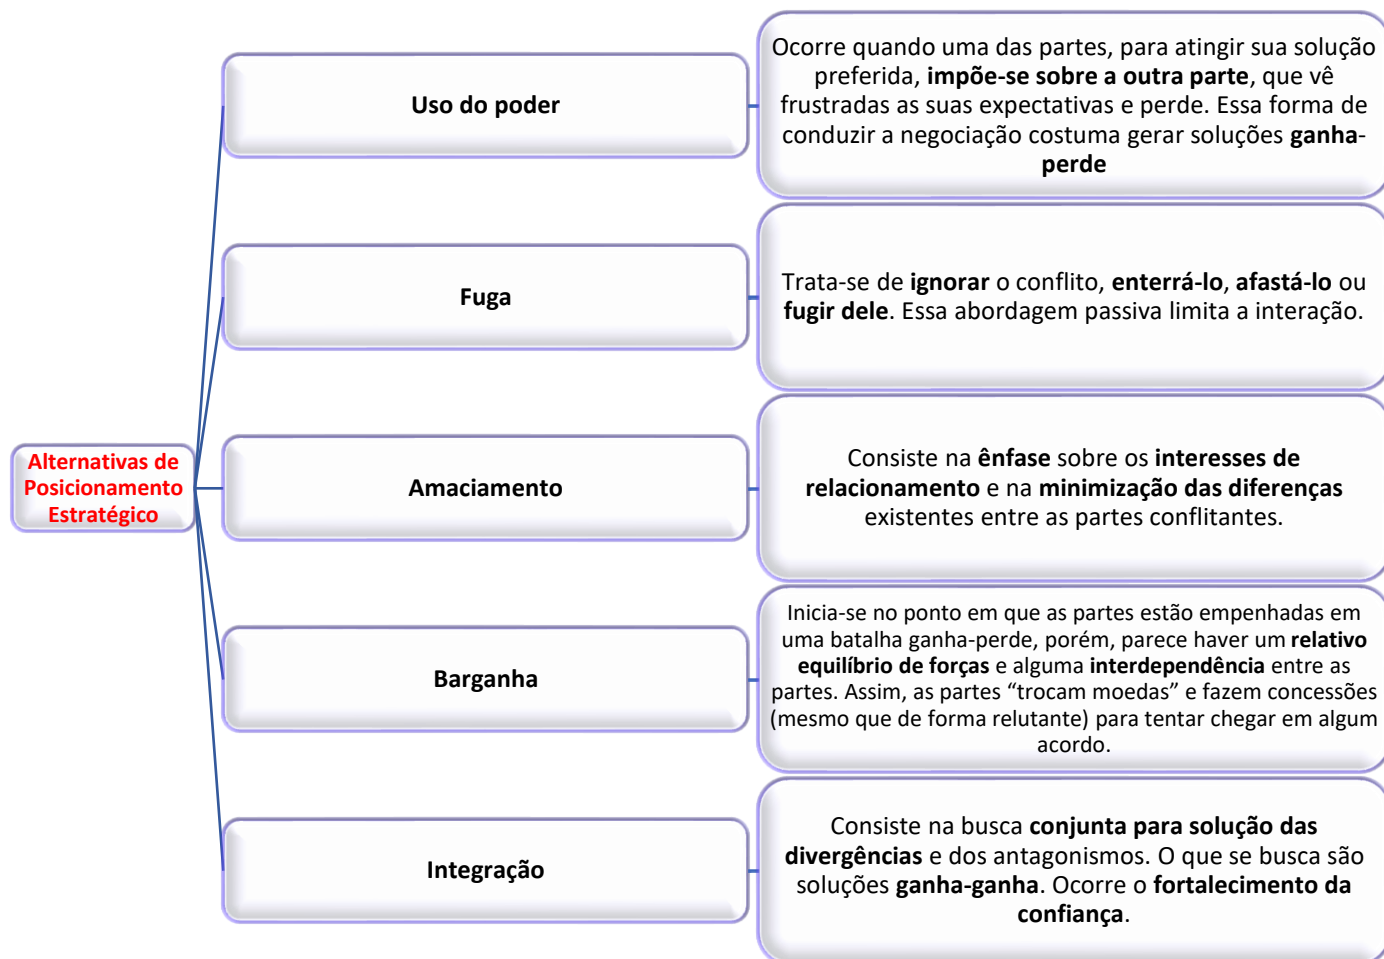 Alternativas de
Posicionamento
Estratégico
Uso do poder
Ocorre quando uma das partes, para atingir sua solução
preferida, impõe-se sobre a outra parte, que vê
frustradas as suas expectativas e perde. Essa forma de
conduzir a negociação costuma gerar soluções ganha-
perde
Fuga
Trata-se de ignorar o conflito, enterrá-lo, afastá-lo ou
fugir dele. Essa abordagem passiva limita a interação.
Amaciamento
Consiste na ênfase sobre os interesses de
relacionamento e na minimização das diferenças
existentes entre as partes conflitantes.
Barganha
Inicia-se no ponto em que as partes estão empenhadas em
uma batalha ganha-perde, porém, parece haver um relativo
equilíbrio de forças e alguma interdependência entre as
partes. Assim, as partes “trocam moedas” e fazem concessões
(mesmo que de forma relutante) para tentar chegar em algum
acordo.
Integração
Consiste na busca conjunta para solução das
divergências e dos antagonismos. O que se busca são
soluções ganha-ganha. Ocorre o fortalecimento da
confiança.